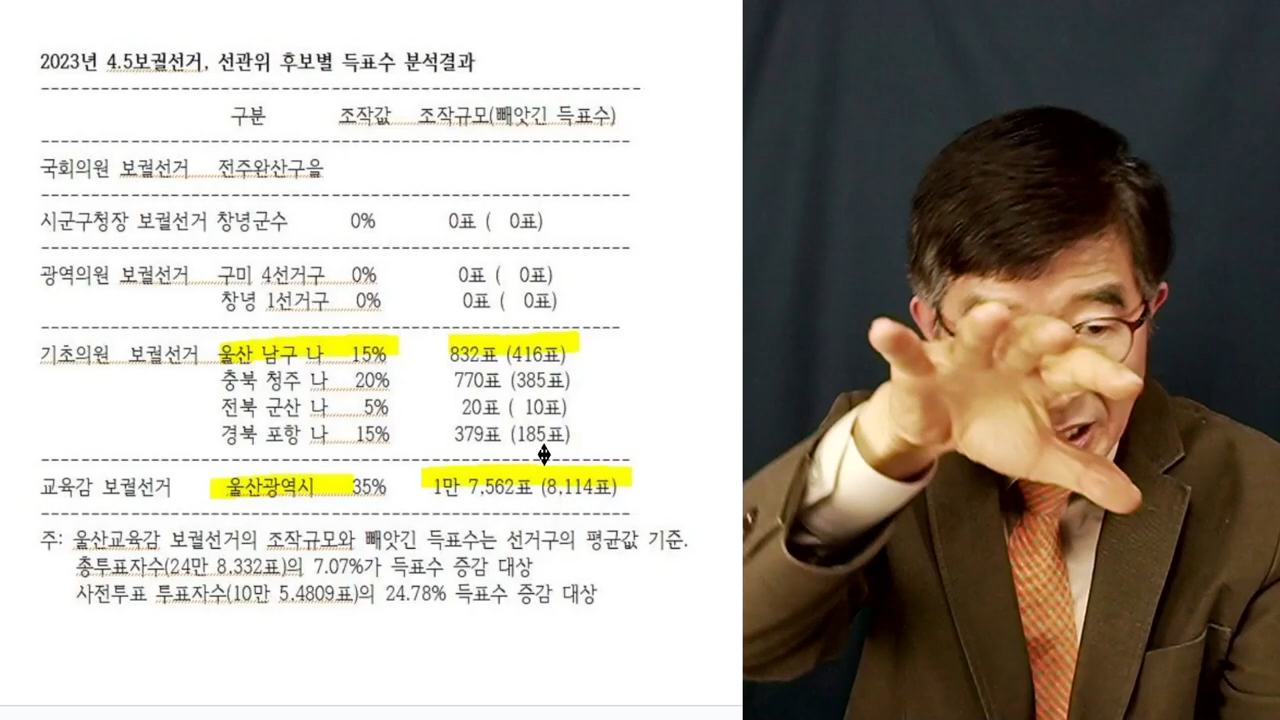 2023년 4.5보궐선거, 선관위 후보별 득표수 분석결과
구분 조작값 조작규모(빼앗긴 득표수)
국회의원 보궐선거 전주완산구을
시군구청장 보궐선거 창녕군수 0% 0표 ( 0표)
광역의원 보궐선거 구미 4선거구 0% 0표 ( 0표)
창녕 1선거구 0% 0표 ( 0표)
기초의원 보궐선거 울산 남구 나 15% 832표 (416표)
충북 청주 나 20% 770표 (385표)
전북 군산 나 5% 20표 ( 10표)
경북 포항 나 15% 379표 (185표)
교육감 보궐선거 울산광역시 35% 1만 7,562표 (8,114표)
주: 울산교육감 보궐선거의 조작규모와 빼앗긴 득표수는 선거구의 평균값 기준.
총투표자수(24만 8,332표)의 7.07%가 득표수 증감 대상
사전투표 투표자수(10만 5.4809표)의 24.78% 득표수 증감 대상